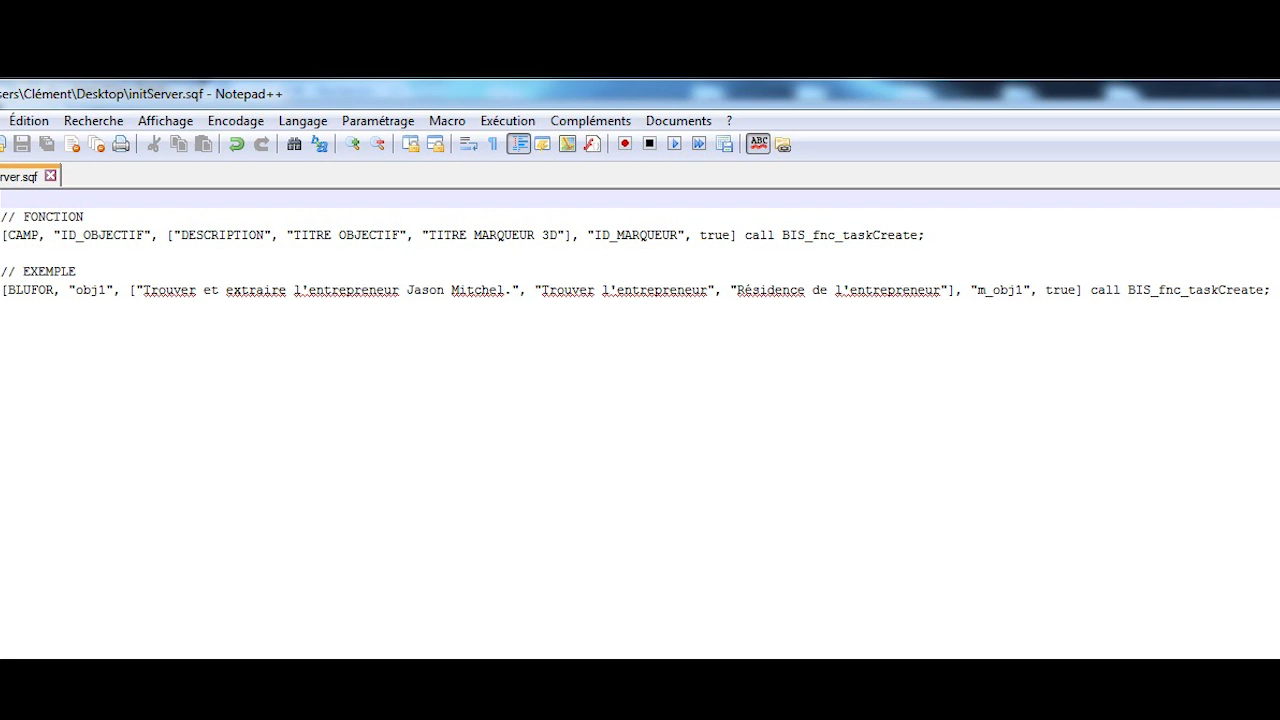 sers\Clément\Desktop\initServer.sqf - Notepad++
Édition Recherche Affichage Encodage Langage Paramétrage Macro Exécution Compléments Documents ?
ABC
rver.sqf
// FONCTION
[CAMP, "ID_OBJECTIF", ["DESCRIPTION", "TITRE OBJECTIF", "TITRE MARQUEUR 3D"], "ID_MARQUEUR", true] call BIS_fnc_taskCreate;
// EXEMPLE
[BLUFOR, "obj1", ["Trouver et extraire l'entrepreneur Jason Mitchel.", "Trouver l'entrepreneur", "Résidence de l'entrepreneur"], "m_obj1", true] call BIS_fnc_taskCreate;